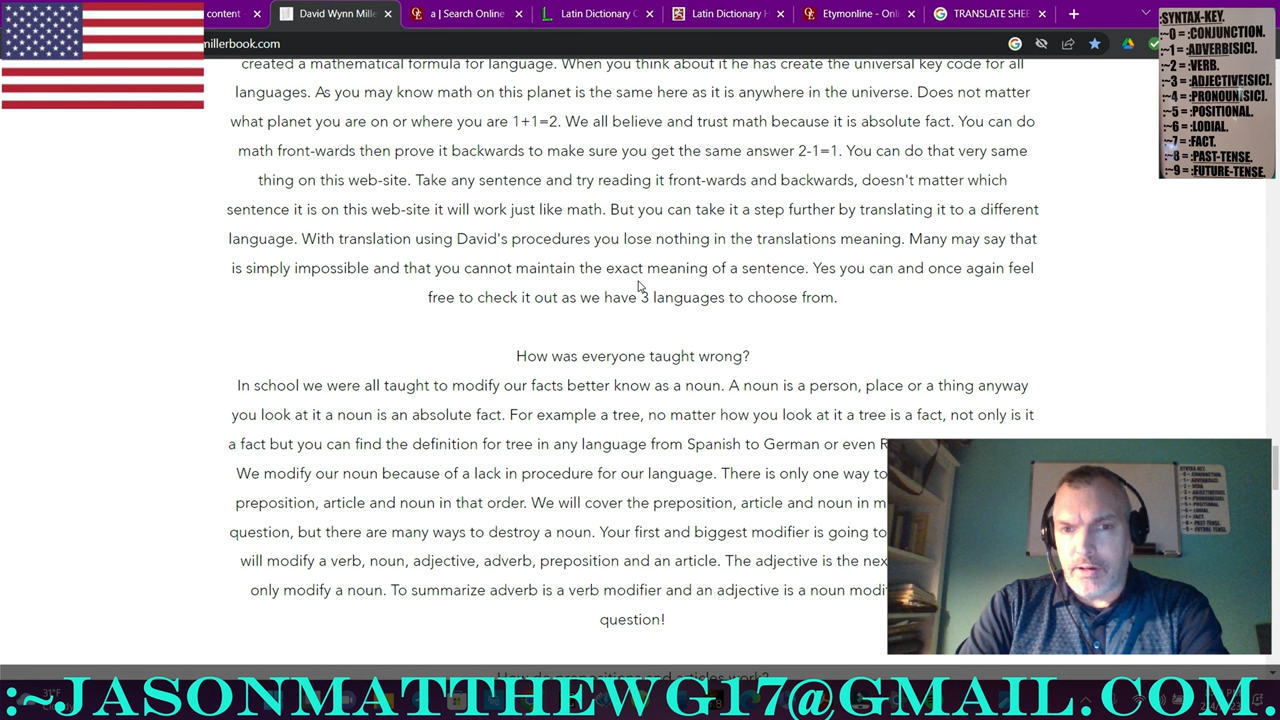 content
David Wynn Mille
a | Search Online
Latin Dictionary
Latin Dictionary
Etymonline - Onl
TRANSLATE SHEE
millerbook.com
:SYNTAX-KEY.
:~0 = :CONJUNCTION.
:~1 = :ADVERB[SIC].
:~2 = :VERB.
:~3 = :ADJECTIVE[SIC].
:~4 = :PRONOUN[SIC].
:~5 = :POSITIONAL.
:~6 = :LODIAL.
:~7 = :FACT.
:~8 = :PAST-TENSE.
:~9 = :FUTURE-TENSE.
created a mathematical formula for language. When you think about it he has create the universal key code for all
languages. As you may know math on this planet is the same here as it is anywhere in the universe. Does not matter
what planet you are on or where you live 1+1=2. We all believe and trust math because it is absolute fact. You can do
math front-wards then prove it backwards to make sure you get the same answer 2-1=1. You can do that very same
thing on this web-site. Take any sentence and try reading it front-wards and backwards, doesn't matter which
sentence it is on this web-site it will work just like math. But you can take it a step further by translating it to a different
language. With translation using David's procedures you lose nothing in the translations meaning. Many may say that
is simply impossible and that you cannot maintain the exact meaning of a sentence. Yes you can and once again feel
free to check it out as we have 3 languages to choose from.
How was everyone taught wrong?
In school we were all taught to modify our facts better know as a noun. A noun is a person, place or a thing anyway
you look at it a noun is an absolute fact. For example a tree, no matter how you look at it a tree is a fact, not only is it
a fact but you can find the definition for tree in any language from Spanish to German or even
We modify our noun because of a lack in procedure for our language. There is only one way to
preposition, article and noun in that order. We will cover the preposition, article and noun in
question, but there are many ways to destroy a noun. Your first and biggest modifier is going to
will modify a verb, noun, adjective, adverb, preposition and an article. The adjective is the
only modify a noun. To summarize adverb is a verb modifier and an adjective is a noun
question!
How do prepositions and articles work?
31°F
:~JASONMATTHEWG17@GMAIL.COM.